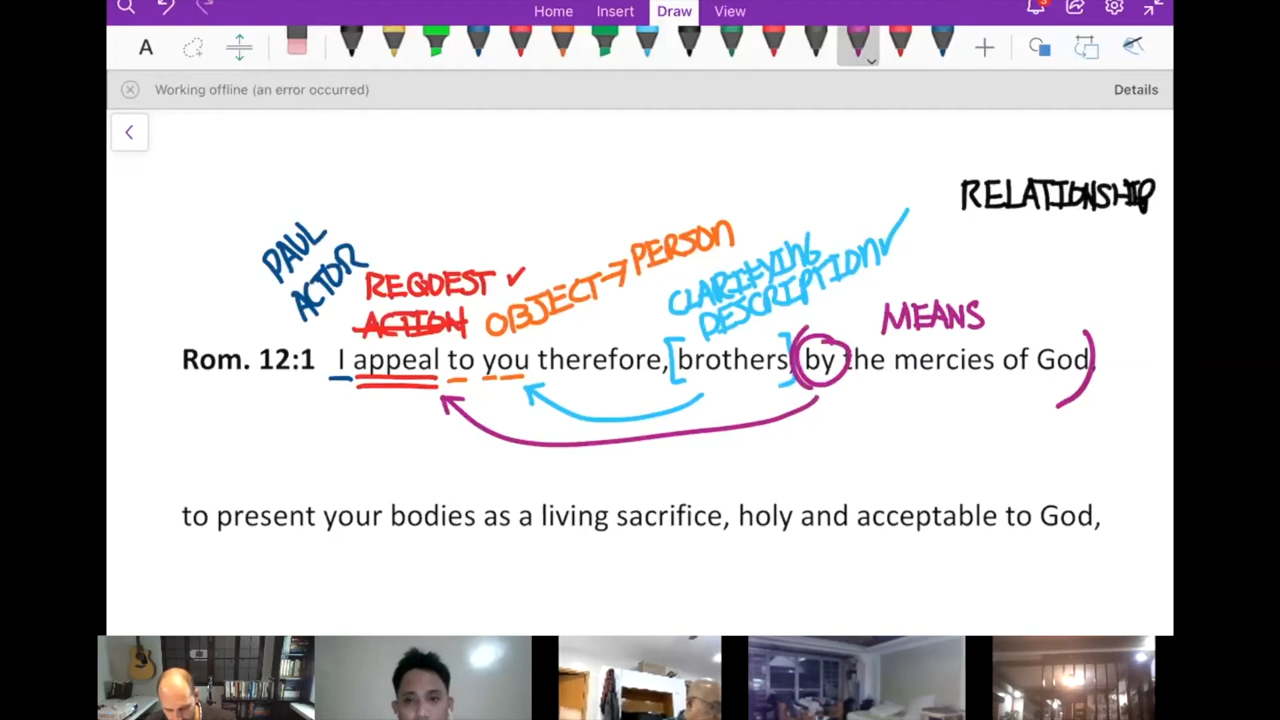 Home Insert Draw View
A
Working offline (an error occurred) Details
RELATIONSHIP
PAUL
ACTOR
REQDEST ✓
ACTION
OBJECT → PERSON
CLARIFYING
DESCRIPTION ✓
MEANS
Rom. 12:1 I appeal to you therefore, [brothers], (by the mercies of God,)
to present your bodies as a living sacrifice, holy and acceptable to God,